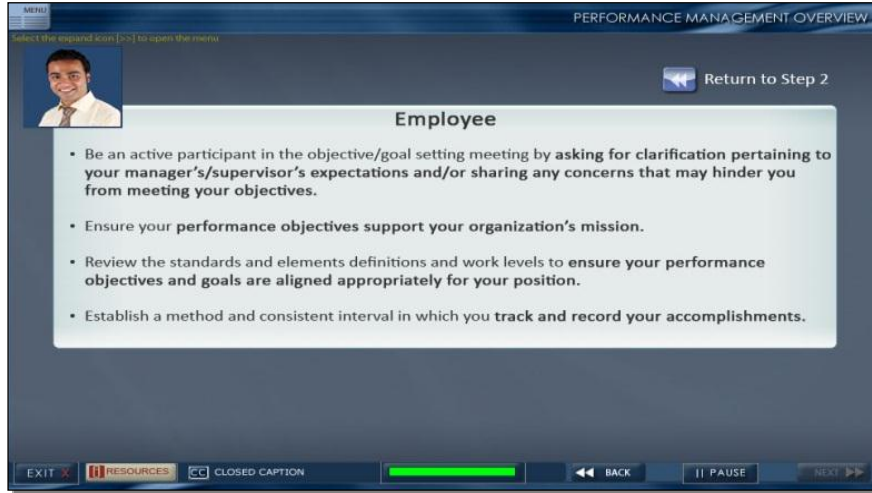 MENU
PERFORMANCE MANAGEMENT OVERVIEW
Select the expand icon [>>] to open the menu
Return to Step 2
Employee
• Be an active participant in the objective/goal setting meeting by asking for clarification pertaining to
your manager's/supervisor's expectations and/or sharing any concerns that may hinder you
from meeting your objectives.
• Ensure your performance objectives support your organization's mission.
• Review the standards and elements definitions and work levels to ensure your performance
objectives and goals are aligned appropriately for your position.
• Establish a method and consistent interval in which you track and record your accomplishments.
EXIT X
RESOURCES
CC CLOSED CAPTION
BACK
|| PAUSE
NEXT